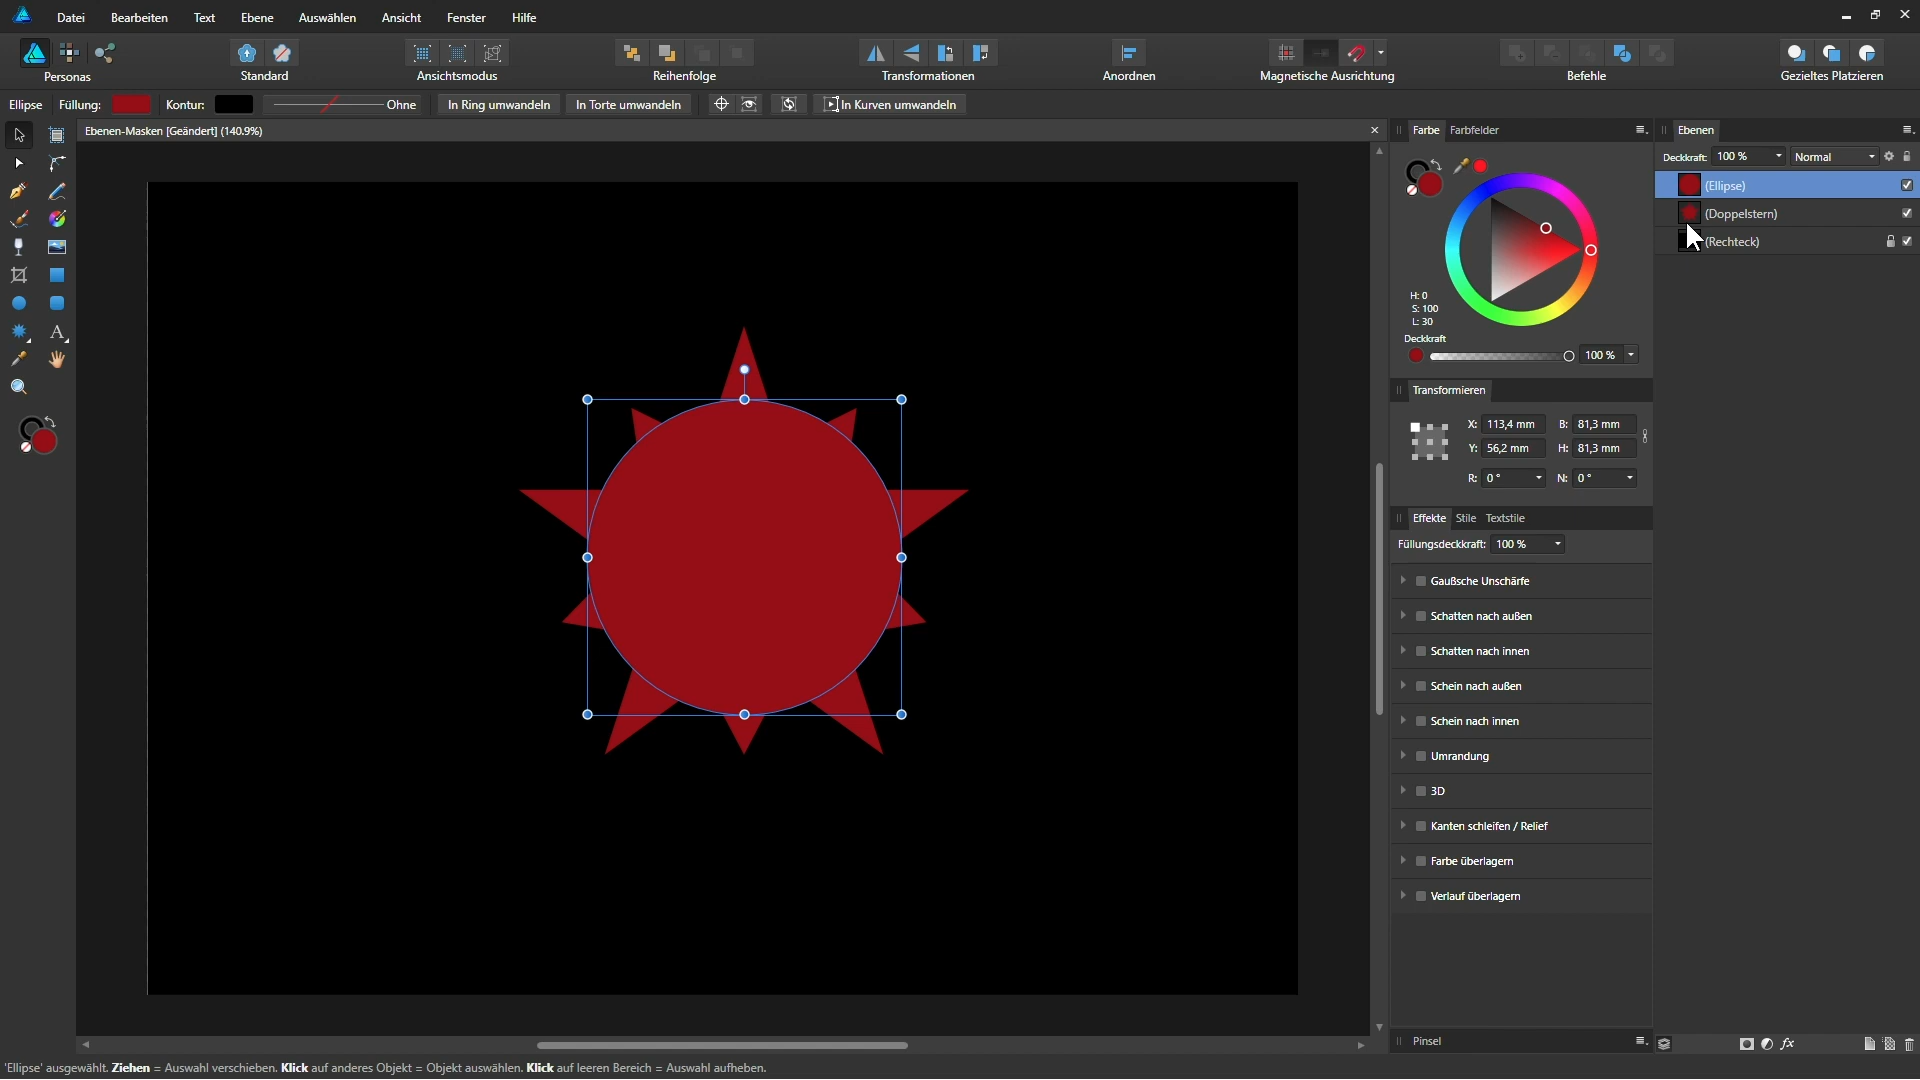 Datei Bearbeiten Text Ebene Auswählen Ansicht Fenster Hilfe
Personas Standard Ansichtsmodus Reihenfolge Transformationen Anordnen Magnetische Ausrichtung Befehle Gezieltes Platzieren
Ellipse Füllung: Kontur: Ohne In Ring umwandeln In Torte umwandeln In Kurven umwandeln
Ebenen-Masken [Geändert] (140.9%)
Farbe Farbfelder
H: 0
S: 100
L: 30
Deckkraft
100 %
Transformieren
X: 113,4 mm B: 81,3 mm
Y: 56,2 mm H: 81,3 mm
R: 0 ° N: 0 °
Effekte Stile Textstile
Füllungsdeckkraft: 100 %
Gaußsche Unschärfe
Schatten nach außen
Schatten nach innen
Schein nach außen
Schein nach innen
Umrandung
3D
Kanten schleifen / Relief
Farbe überlagern
Verlauf überlagern
Pinsel
Ebenen
Deckkraft: 100 % Normal
(Ellipse)
(Doppelstern)
(Rechteck)
fx
'Ellipse' ausgewählt. Ziehen = Auswahl verschieben. Klick auf anderes Objekt = Objekt auswählen. Klick auf leeren Bereich = Auswahl aufheben.